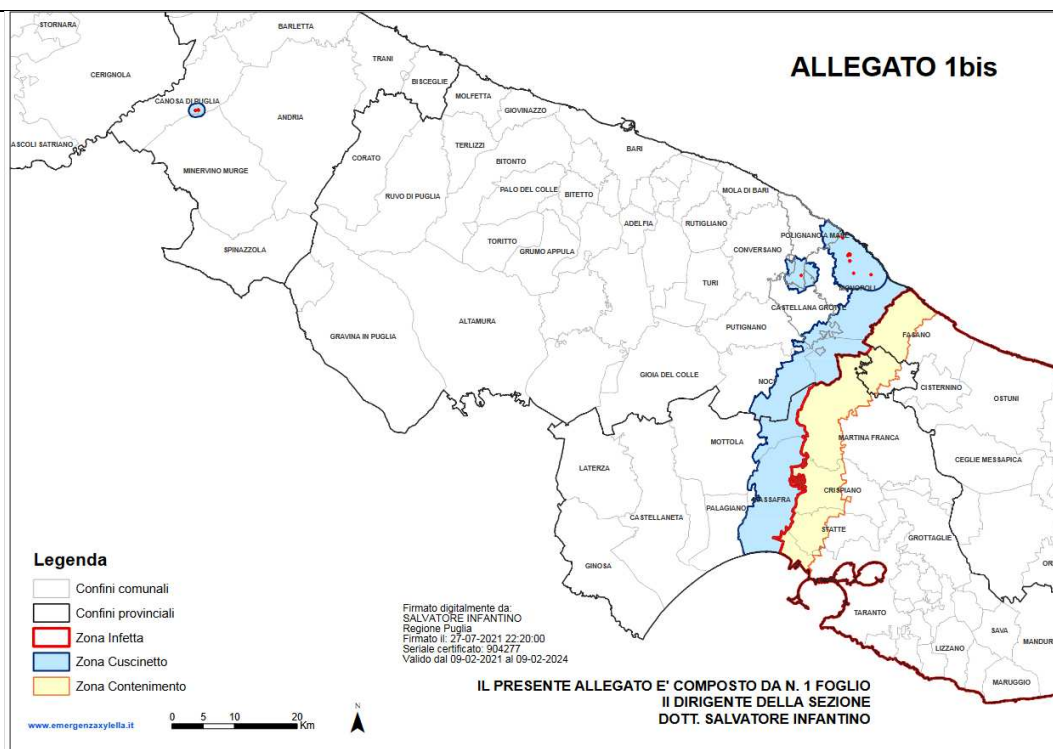 STORNARA
BARLETTA
ALLEGATO 1bis
TRANI
CERIGNOLA
BISCEGLIE
MOLFETTA
CANOSA DI PUGLIA
GIOVINAZZO
ANDRIA
ASCOLI SATRIANO
TERLIZZI
BARI
CORATO
BITONTO
MINERVINO MURGE
PALO DEL COLLE
BITETTO
MOLA DI BARI
RUVO DI PUGLIA
ADELFIA
RUTIGLIANO
POLIGNANO A MARE
TORITTO
CONVERSANO
SPINAZZOLA
GRUMO APPULA
TURI
MONOPOLI
CASTELLANA GROTTE
ALTAMURA
PUTIGNANO
GRAVINA IN PUGLIA
FASANO
GIOIA DEL COLLE
NOCI
CISTERNINO
OSTUNI
MOTTOLA
MARTINA FRANCA
CEGLIE MESSAPICA
LATERZA
CRISPIANO
MASSAFRA
PALAGIANO
CASTELLANETA
STATTE
GROTTAGLIE
GINOSA
TARANTO
SAVA
MANDUR
LIZZANO
MARUGGIO
Legenda
Confini comunali
Confini provinciali
Zona Infetta
Zona Cuscinetto
Zona Contenimento
Firmato digitalmente da:
SALVATORE INFANTINO
Regione Puglia
Firmato il: 27-07-2021 22:20:00
Seriale certificato: 904277
Valido dal 09-02-2021 al 09-02-2024
IL PRESENTE ALLEGATO E' COMPOSTO DA N. 1 FOGLIO
Il DIRIGENTE DELLA SEZIONE
DOTT. SALVATORE INFANTINO
www.emergenzaxylella.it
0 5 10 20
Km
N